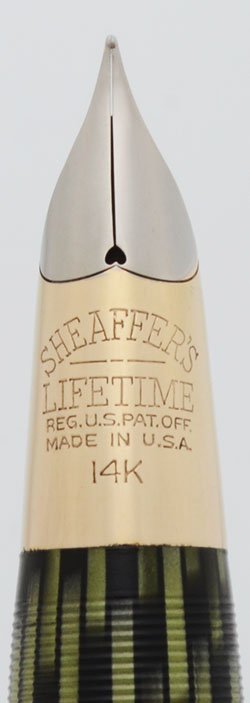 SHEAFFER'S
LIFETIME
REG. U.S. PAT. OFF.
MADE IN U.S.A.
14K